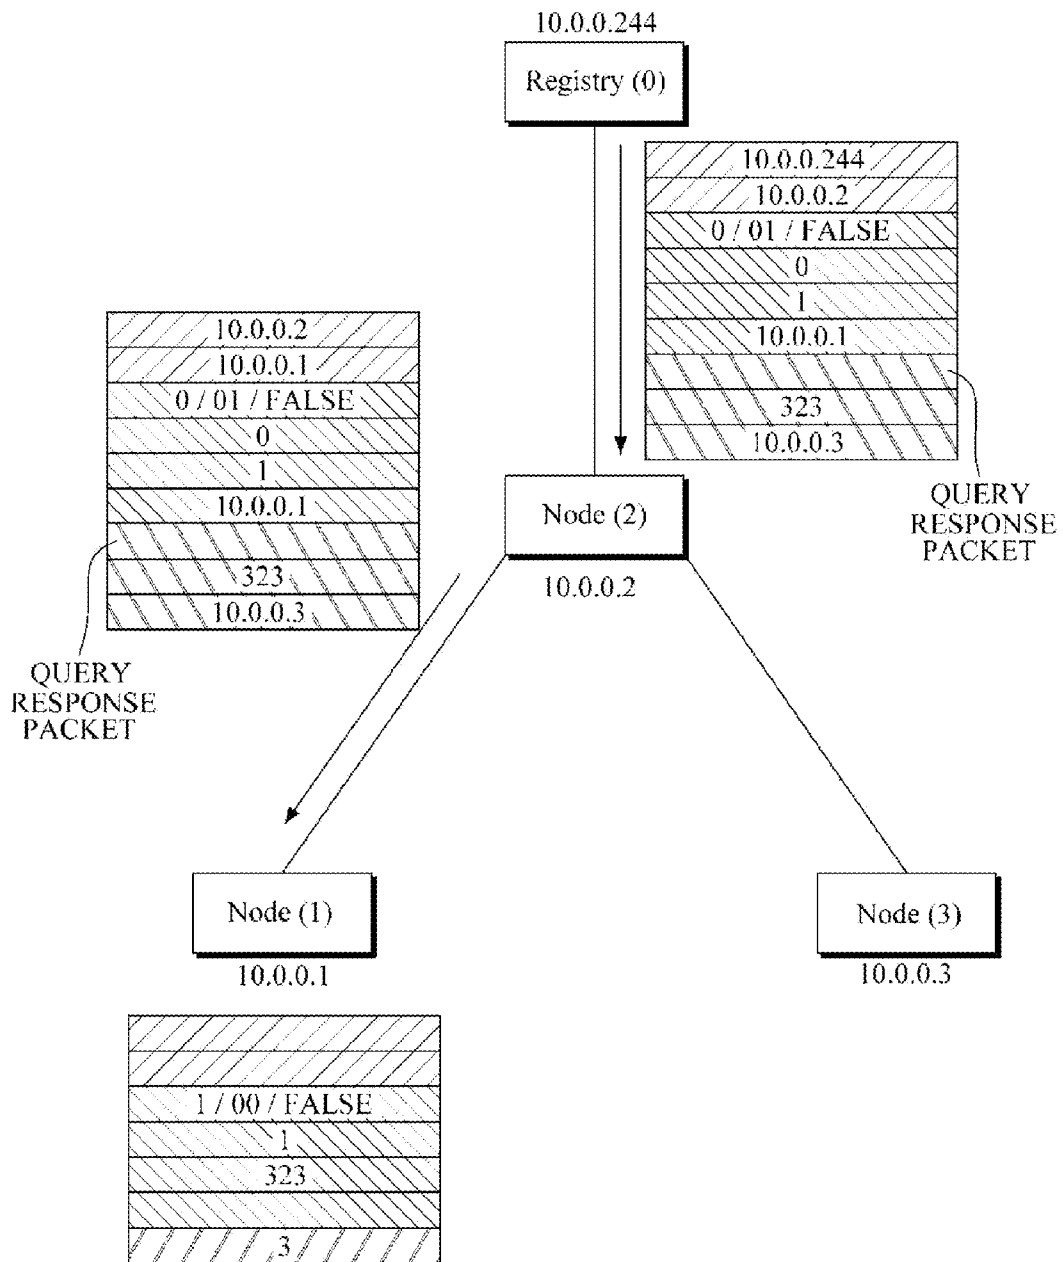 10.0.0.244
Registry (0)
10.0.0.244
10.0.0.2
0 / 01 / FALSE
0
1
10.0.0.1
323
10.0.0.3
QUERY
RESPONSE
PACKET
10.0.0.2
10.0.0.1
0 / 01 / FALSE
0
1
10.0.0.1
323
10.0.0.3
QUERY
RESPONSE
PACKET
Node (2)
10.0.0.2
Node (1)
10.0.0.1
Node (3)
10.0.0.3
1 / 00 / FALSE
1
323
3